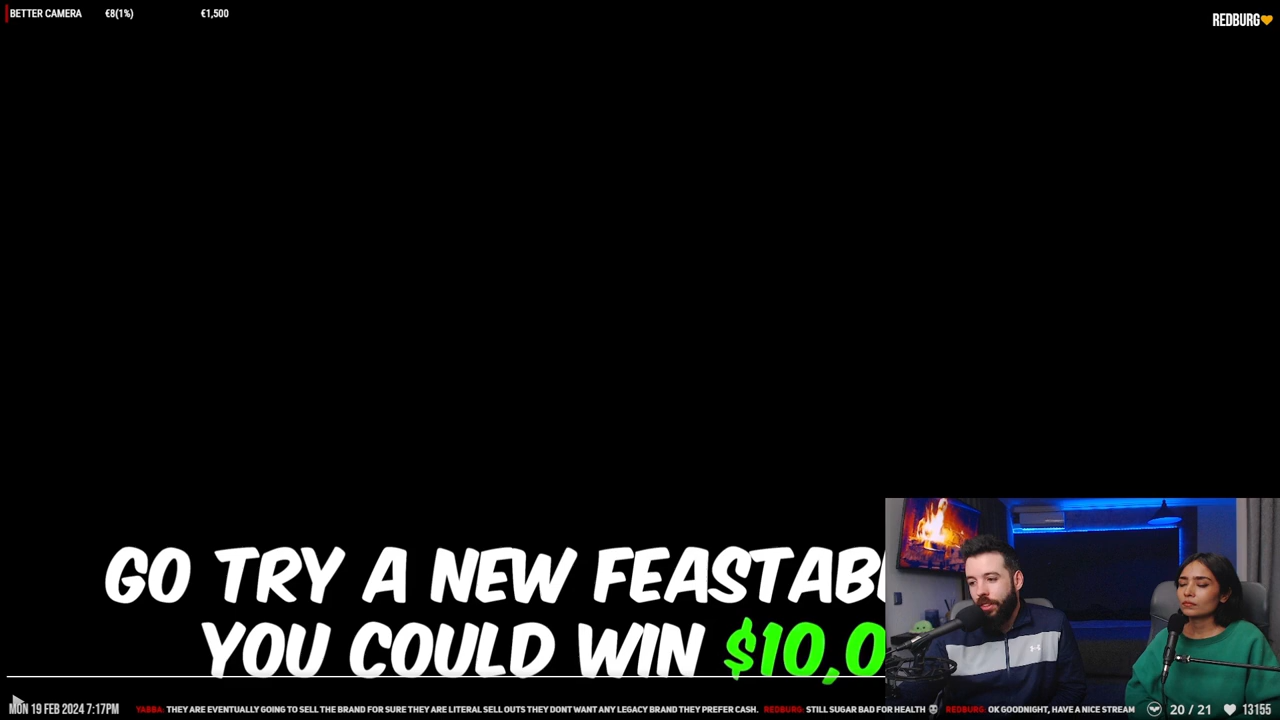 BETTER CAMERA €8(1%) €1,500
REDBURG🧡
GO TRY A NEW
YOU COULD WIN
MON 19 FEB 2024 7:17PM
YABBA: THEY ARE EVENTUALLY GOING TO SELL THE BRAND FOR SURE THEY ARE LITERAL SELL OUTS THEY DONT WANT ANY LEGACY BRAND THEY PREFER CASH. REDBURG: STILL SUGAR BAD FOR HEALTH 💀 REDBURG: OK GOODNIGHT, HAVE A NICE STREAM
20 / 21
13155